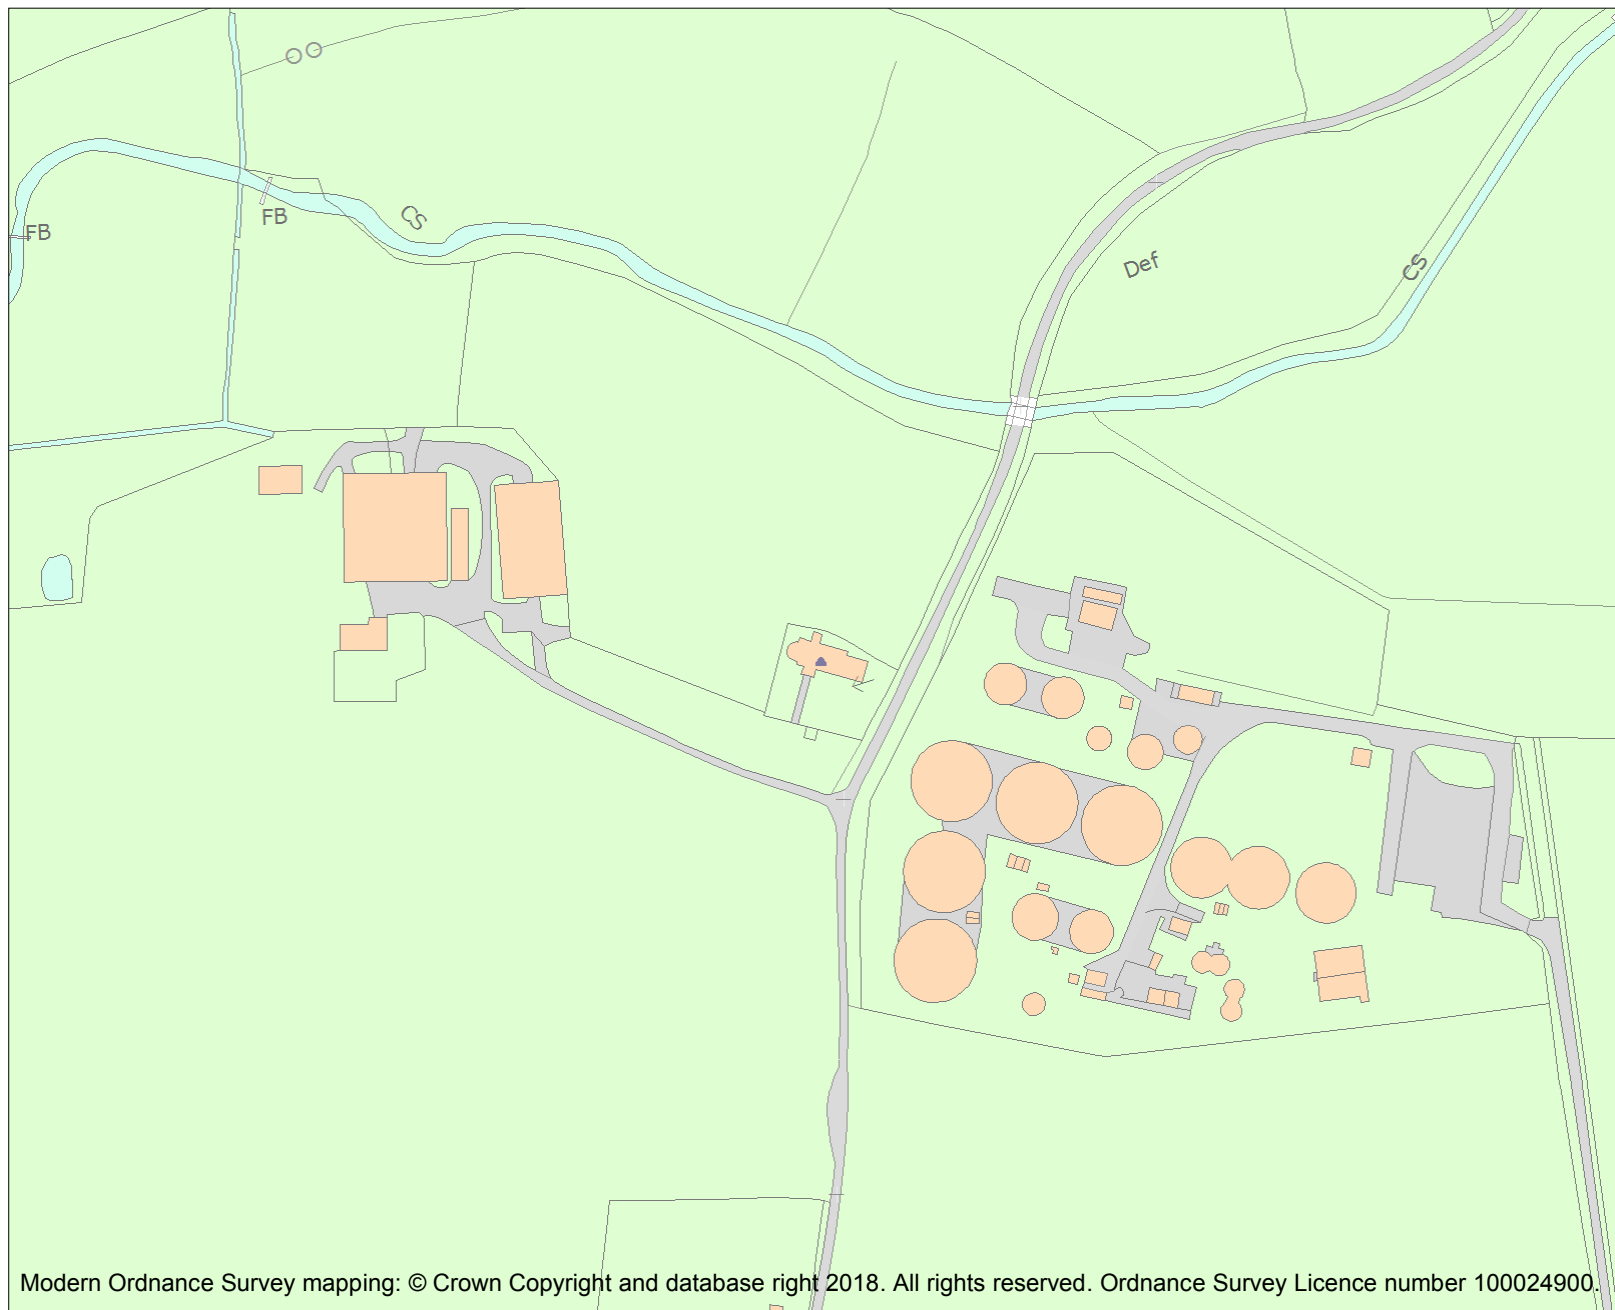 CS
FB
FB
Def
CS
Modern Ordnance Survey mapping: © Crown Copyright and database right 2018. All rights reserved. Ordnance Survey Licence number 100024900.